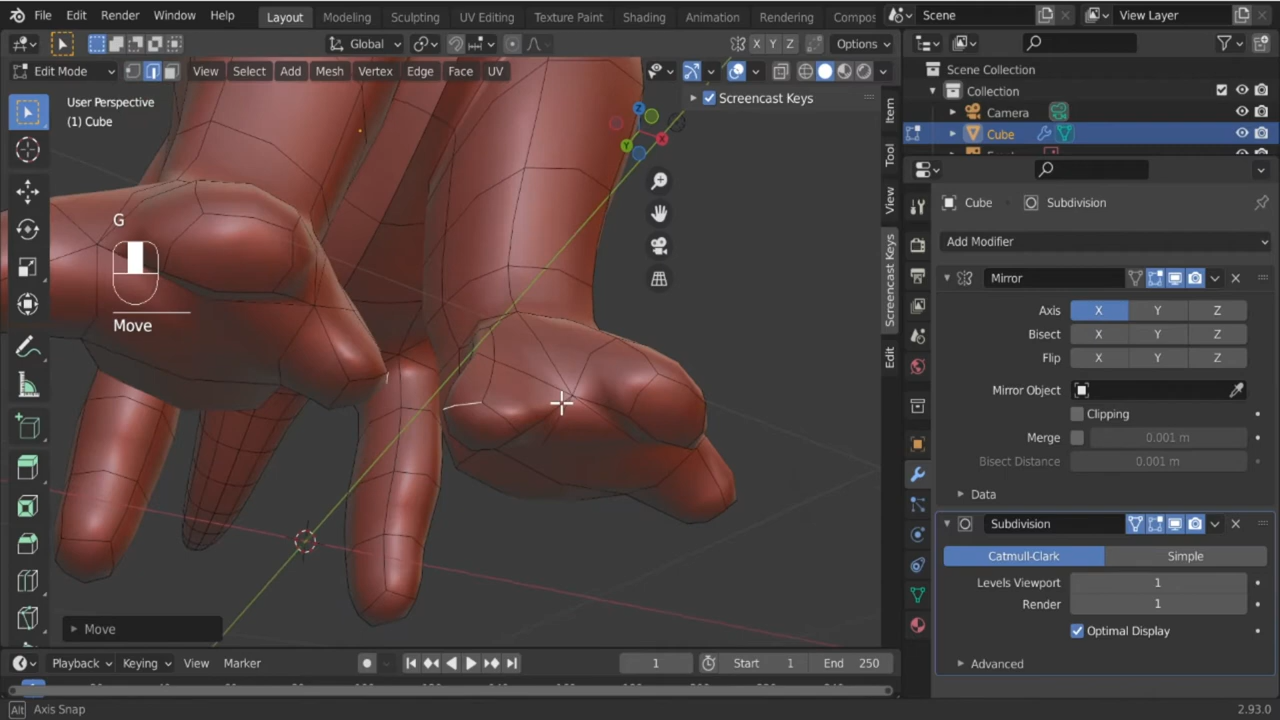 File Edit Render Window Help Layout Modeling Sculpting UV Editing Texture Paint Shading Animation Rendering Compos Scene View Layer
Global Options X Y Z
Edit Mode View Select Add Mesh Vertex Edge Face UV
User Perspective
(1) Cube
Screencast Keys
Z
X
Y
G
Move
Item
Tool
View
Screencast Keys
Edit
Move
Scene Collection
Collection
Camera
Cube
Cube Subdivision
Add Modifier
Mirror
Axis X Y Z
Bisect X Y Z
Flip X Y Z
Mirror Object
Clipping
Merge 0.001 m
Bisect Distance 0.001 m
Data
Subdivision
Catmull-Clark Simple
Levels Viewport 1
Render 1
Optimal Display
Advanced
Playback Keying View Marker 1 Start 1 End 250
Alt Axis Snap 2.93.0